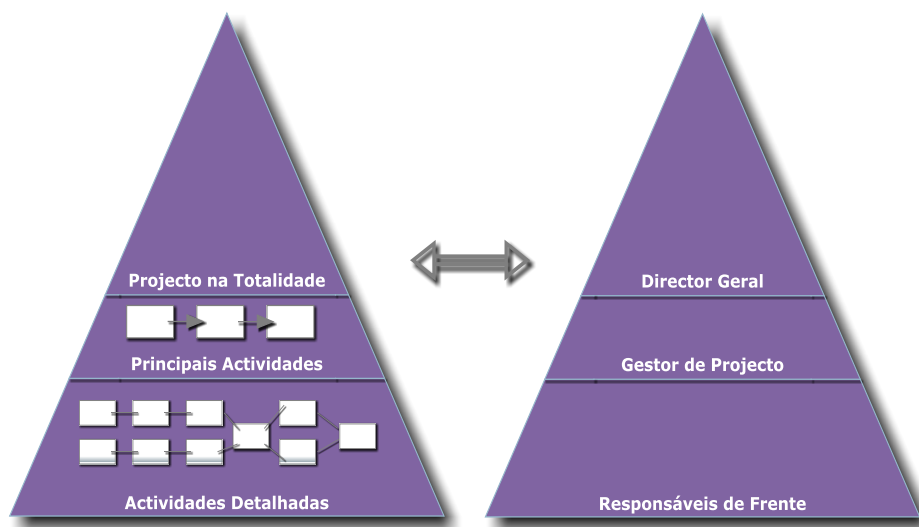 Projecto na Totalidade
Principais Actividades
Actividades Detalhadas
Director Geral
Gestor de Projecto
Responsáveis de Frente